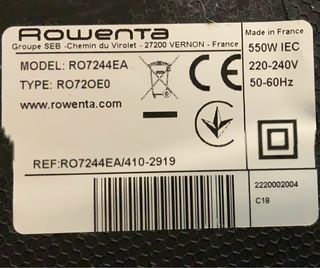 Rowenta
Groupe SEB -Chemin du Virolet - 27200 VERNON - France
MODEL: RO7244EA
TYPE: RO72OE0
www.rowenta.com
REF:RO7244EA/410-2919
Made in France
550W IEC
220-240V
50-60Hz
2220002004
C18